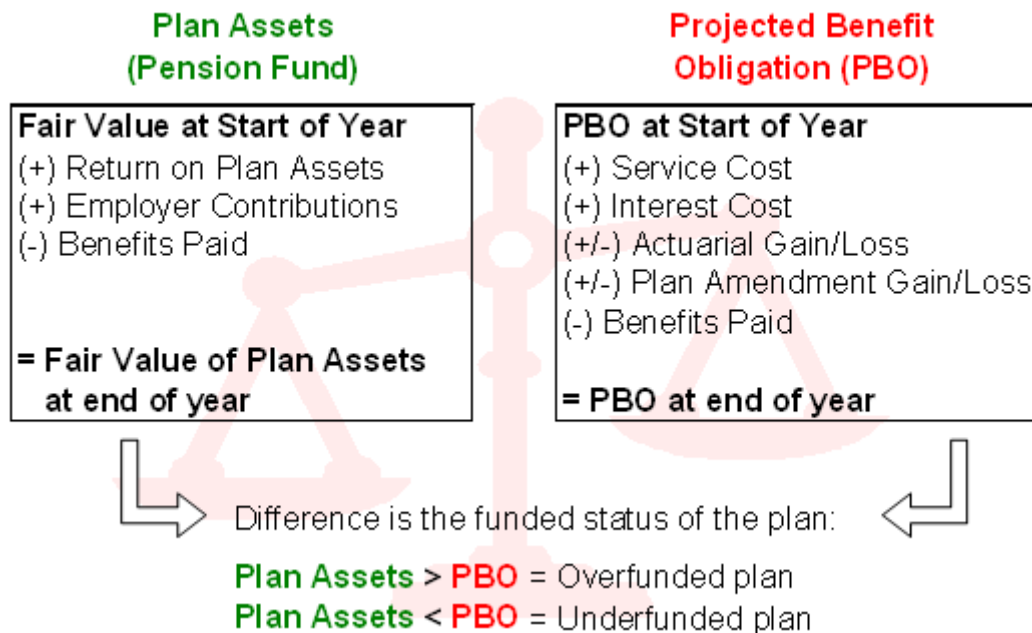 Plan Assets
(Pension Fund)
Fair Value at Start of Year
(+) Return on Plan Assets
(+) Employer Contributions
(-) Benefits Paid
= Fair Value of Plan Assets
at end of year
Projected Benefit
Obligation (PBO)
PBO at Start of Year
(+) Service Cost
(+) Interest Cost
(+/-) Actuarial Gain/Loss
(+/-) Plan Amendment Gain/Loss
(-) Benefits Paid
= PBO at end of year
Difference is the funded status of the plan:
Plan Assets > PBO = Overfunded plan
Plan Assets < PBO = Underfunded plan